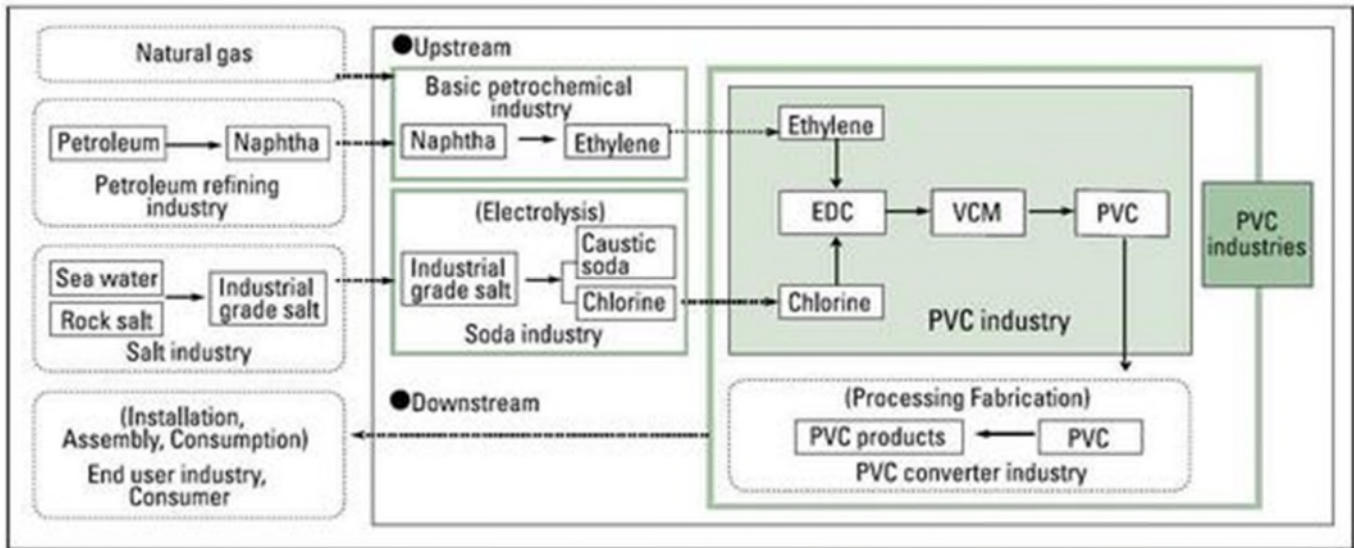 Natural gas
Petroleum
Naphtha
Petroleum refining
industry
Sea water
Rock salt
Industrial
grade salt
Salt industry
(Installation,
Assembly, Consumption)
End user industry,
Consumer
●Upstream
Basic petrochemical
industry
Naphtha
Ethylene
(Electrolysis)
Industrial
grade salt
Caustic
soda
Chlorine
Soda industry
●Downstream
Ethylene
EDC
VCM
PVC
Chlorine
PVC industry
(Processing Fabrication)
PVC products
PVC
PVC converter industry
PVC
industries